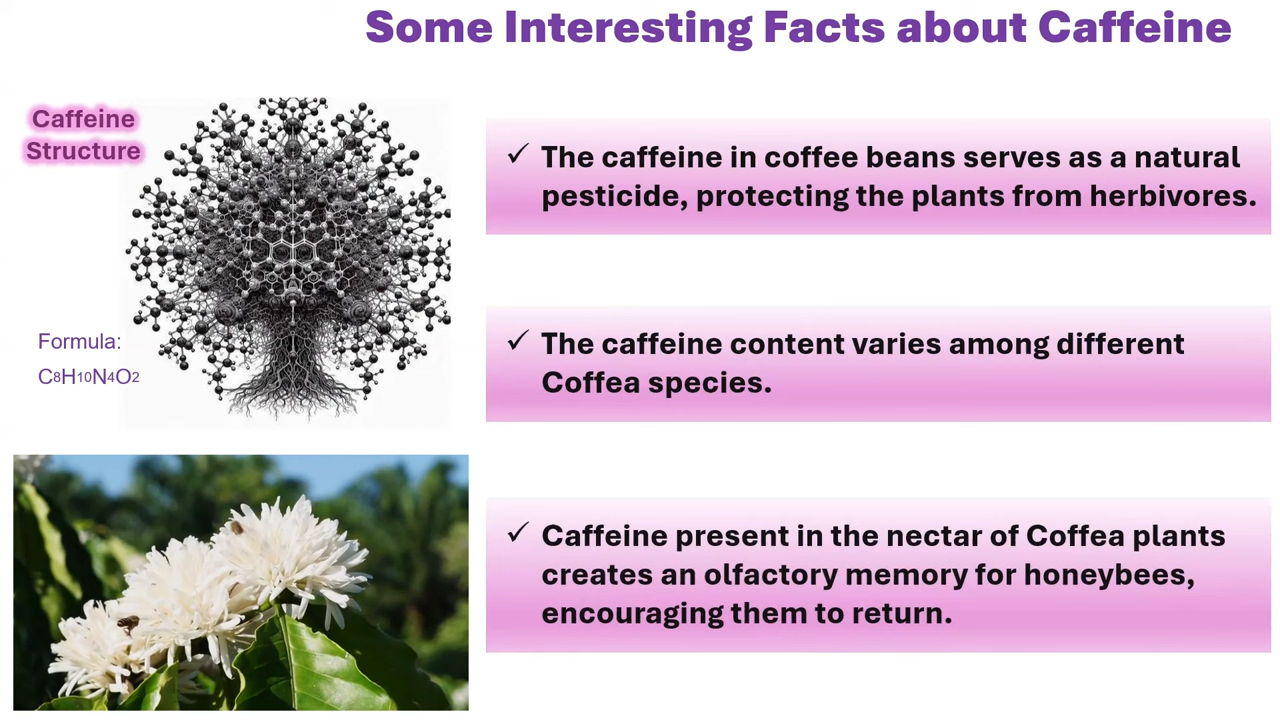 Some Interesting Facts about Caffeine
Caffeine
Structure
Formula:
C8H10N4O2
✓ The caffeine in coffee beans serves as a natural
pesticide, protecting the plants from herbivores.
✓ The caffeine content varies among different
Coffea species.
✓ Caffeine present in the nectar of Coffea plants
creates an olfactory memory for honeybees,
encouraging them to return.